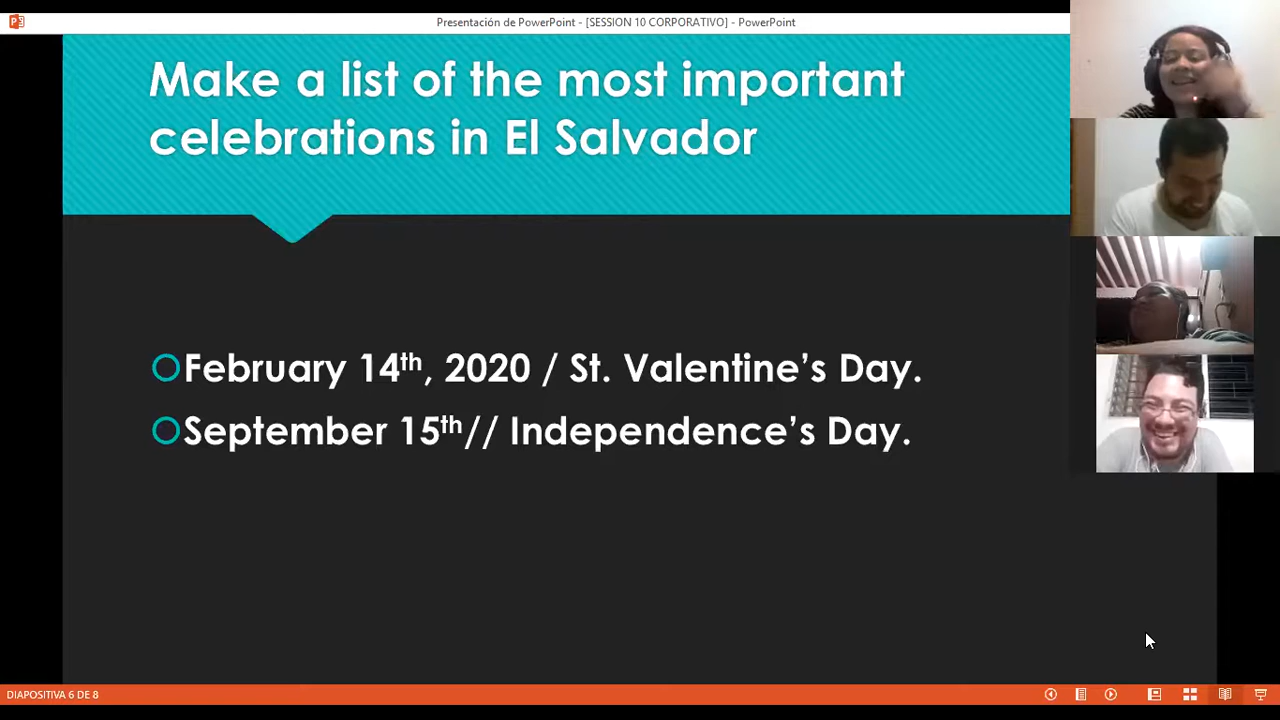 Presentación de PowerPoint - [SESSION 10 CORPORATIVO] - PowerPoint
Make a list of the most important
celebrations in El Salvador
February 14th, 2020 / St. Valentine's Day.
September 15th// Independence's Day.
DIAPOSITIVA 6 DE 8